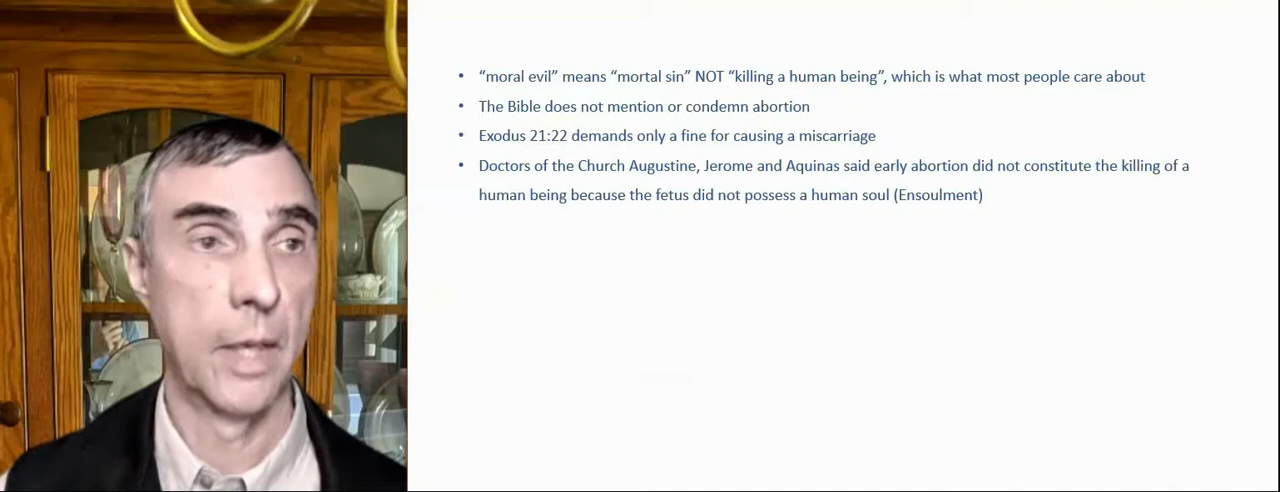 • “moral evil” means “mortal sin” NOT “killing a human being”, which is what most people care about
• The Bible does not mention or condemn abortion
• Exodus 21:22 demands only a fine for causing a miscarriage
• Doctors of the Church Augustine, Jerome and Aquinas said early abortion did not constitute the killing of a
human being because the fetus did not possess a human soul (Ensoulment)